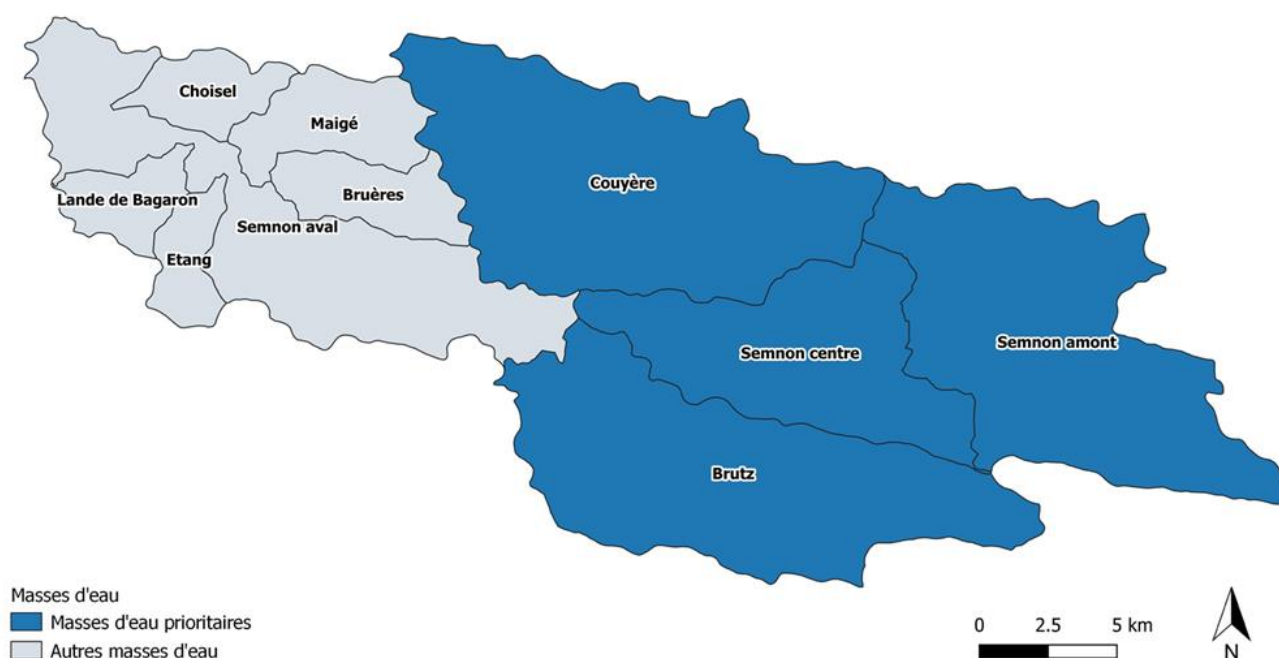 Choisel
Maigé
Couyère
Lande de Bagaron
Bruères
Semnon aval
Etang
Semnon centre
Semnon amont
Brutz
Masses d'eau
Masses d'eau prioritaires
Autres masses d'eau
0 2.5 5 km
N